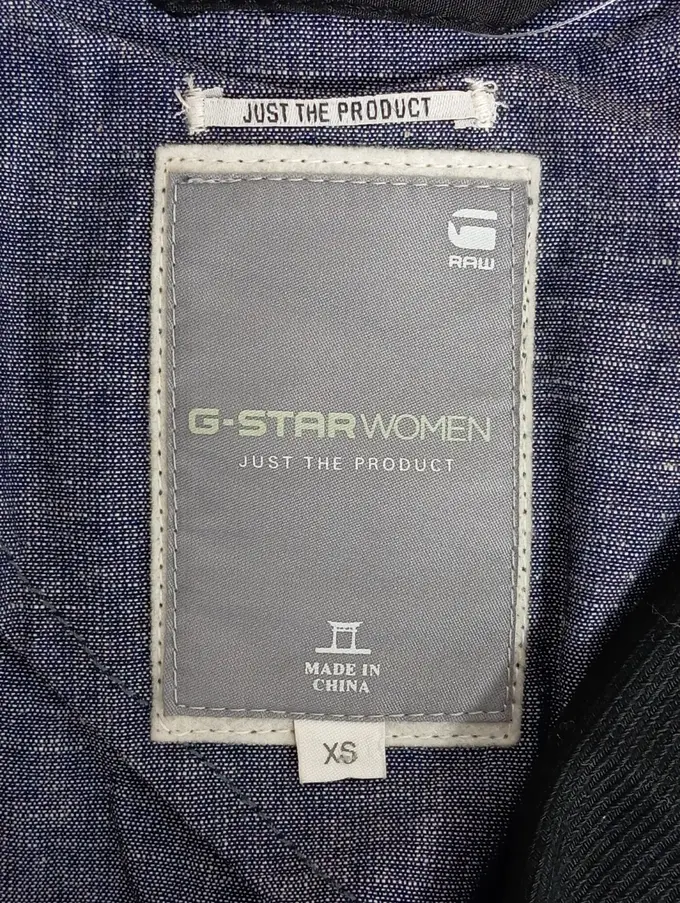 JUST THE PRODUCT
RAW
G-STAR WOMEN
JUST THE PRODUCT
MADE IN
CHINA
XS